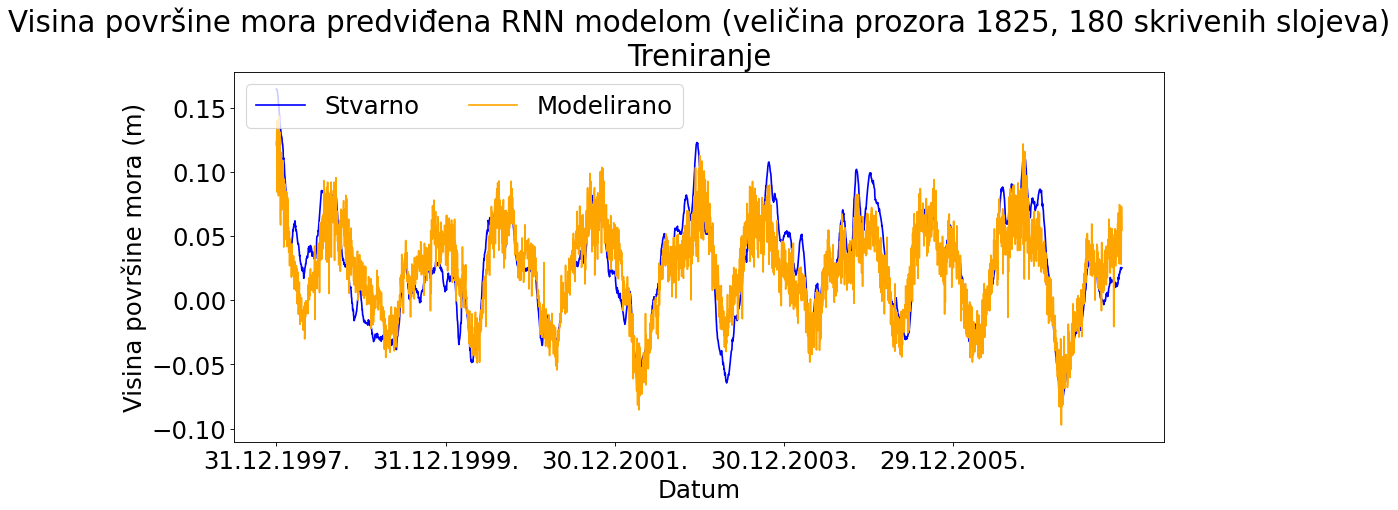 Visina površine mora predviđena RNN modelom (veličina prozora 1825, 180 skrivenih slojeva)
Treniranje
Stvarno Modelirano
Visina površine mora (m)
0.15
0.10
0.05
0.00
−0.05
−0.10
31.12.1997. 31.12.1999. 30.12.2001. 30.12.2003. 29.12.2005.
Datum